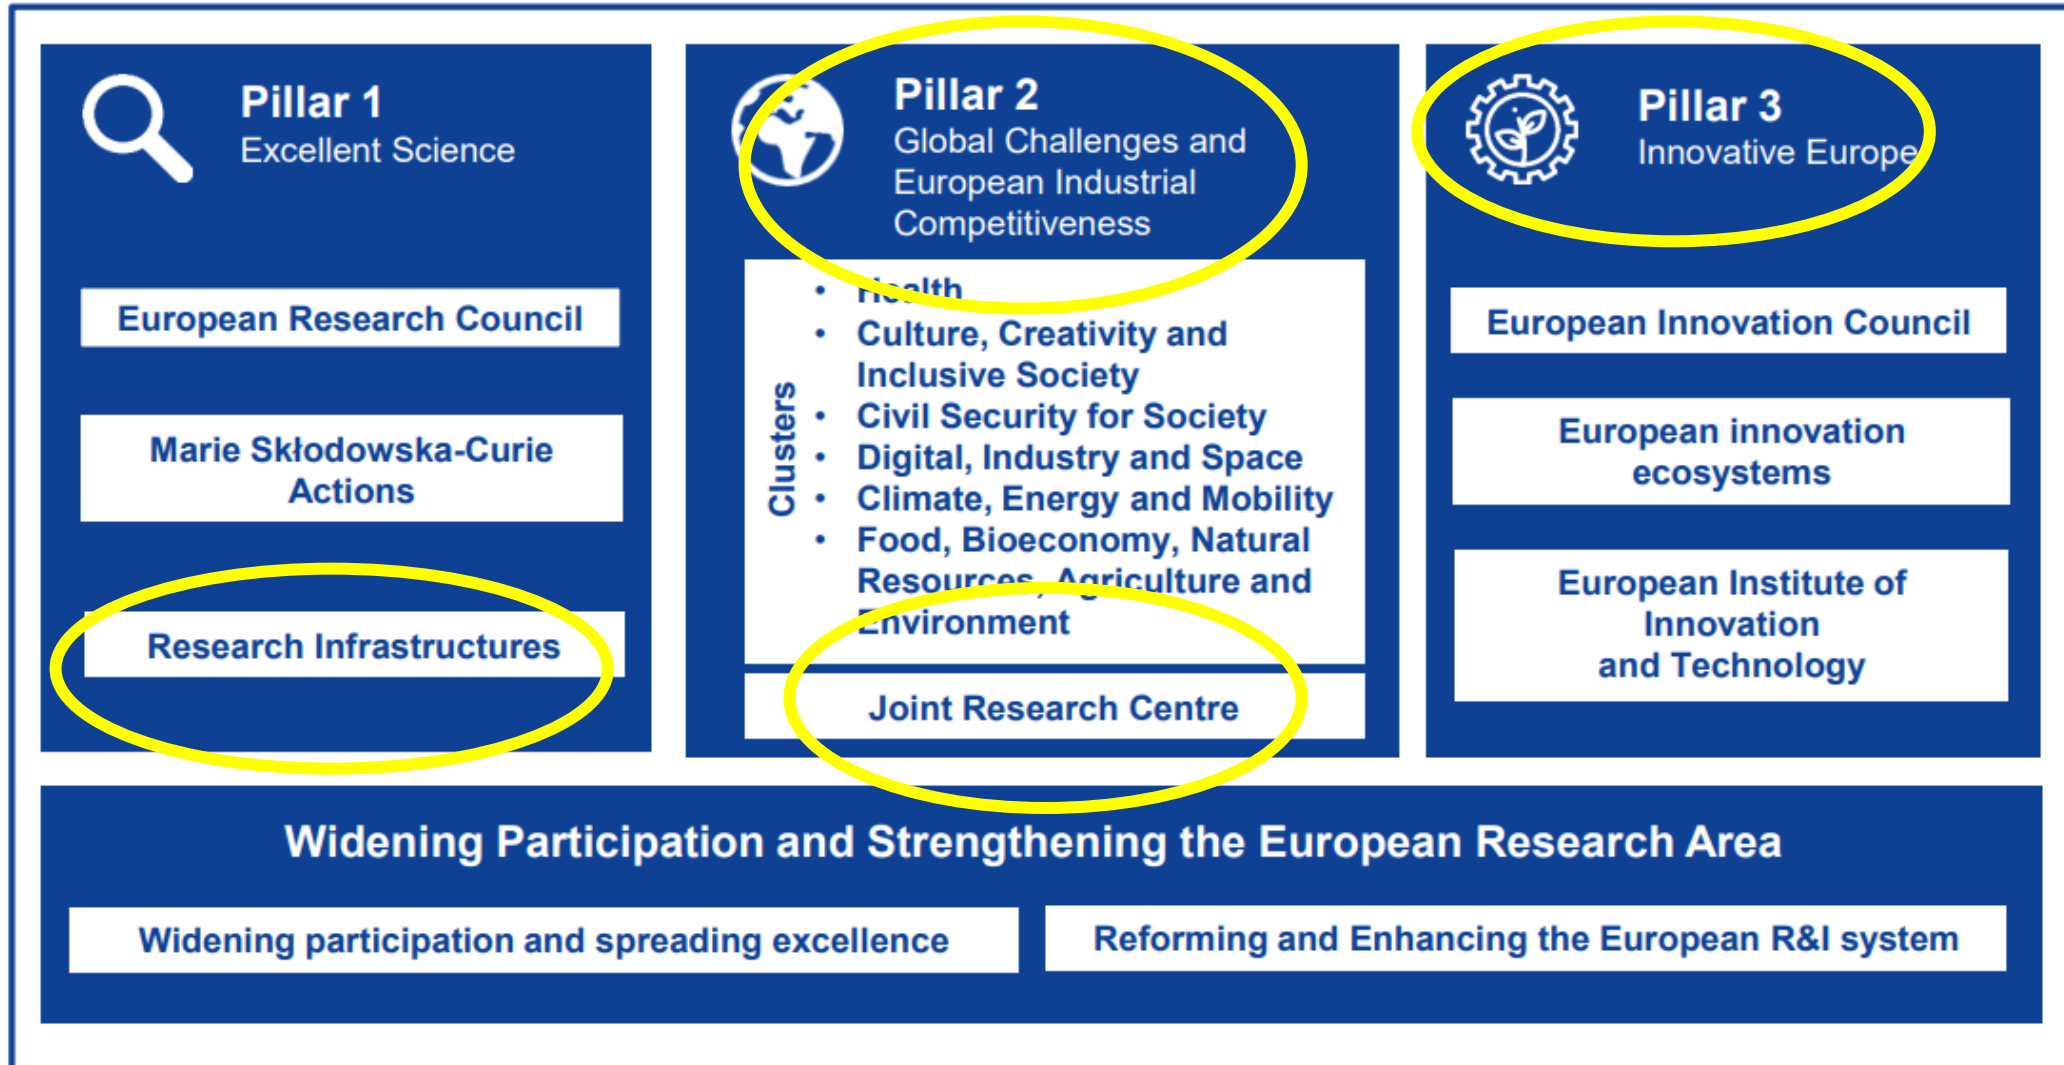 Pillar 1
Excellent Science
European Research Council
Marie Skłodowska-Curie
Actions
Research Infrastructures
Pillar 2
Global Challenges and
European Industrial
Competitiveness
Clusters
• Health
• Culture, Creativity and
Inclusive Society
• Civil Security for Society
• Digital, Industry and Space
• Climate, Energy and Mobility
• Food, Bioeconomy, Natural
Resources, Agriculture and
Environment
Joint Research Centre
Pillar 3
Innovative Europe
European Innovation Council
European innovation
ecosystems
European Institute of
Innovation
and Technology
Widening Participation and Strengthening the European Research Area
Widening participation and spreading excellence
Reforming and Enhancing the European R&I system